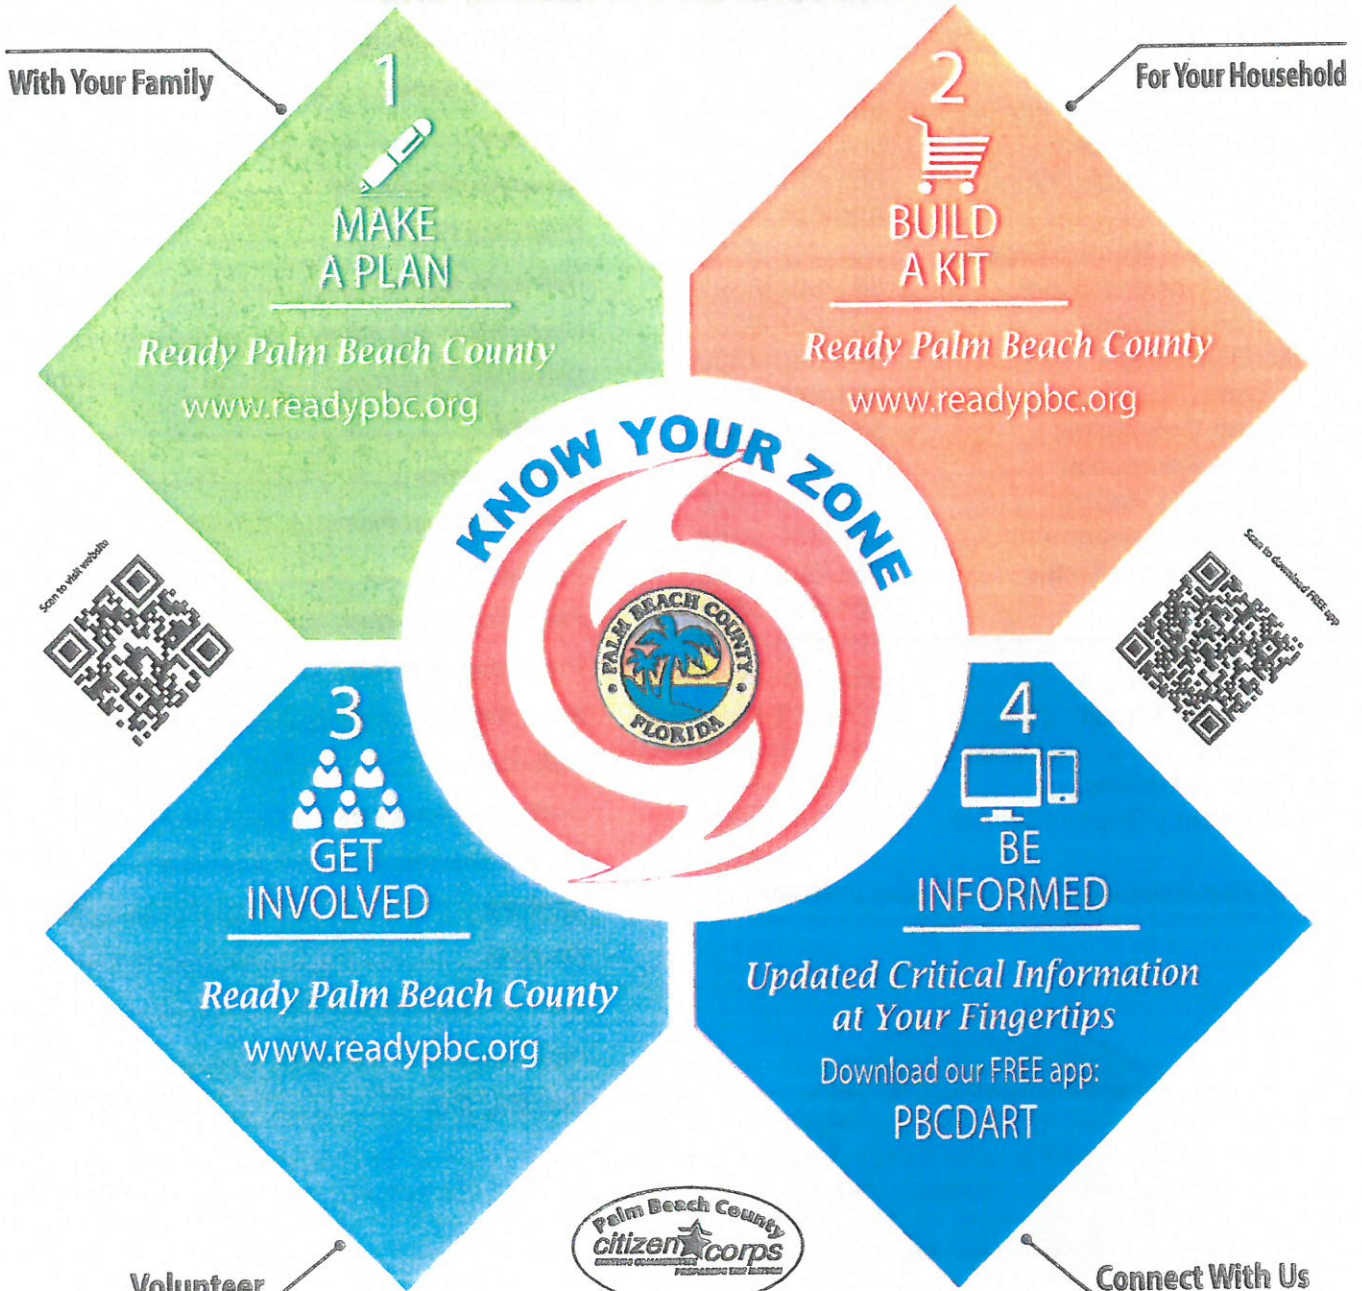 With Your Family
1
MAKE
A PLAN
Ready Palm Beach County
www.readypbc.org
For Your Household
2
BUILD
A KIT
Ready Palm Beach County
www.readypbc.org
KNOW YOUR ZONE
PALM BEACH COUNTY
FLORIDA
Scan to visit website
Scan to download FREE app
3
GET
INVOLVED
Ready Palm Beach County
www.readypbc.org
Volunteer
4
BE
INFORMED
Updated Critical Information
at Your Fingertips
Download our FREE app:
PBCDART
Connect With Us
Palm Beach County
citizen corps